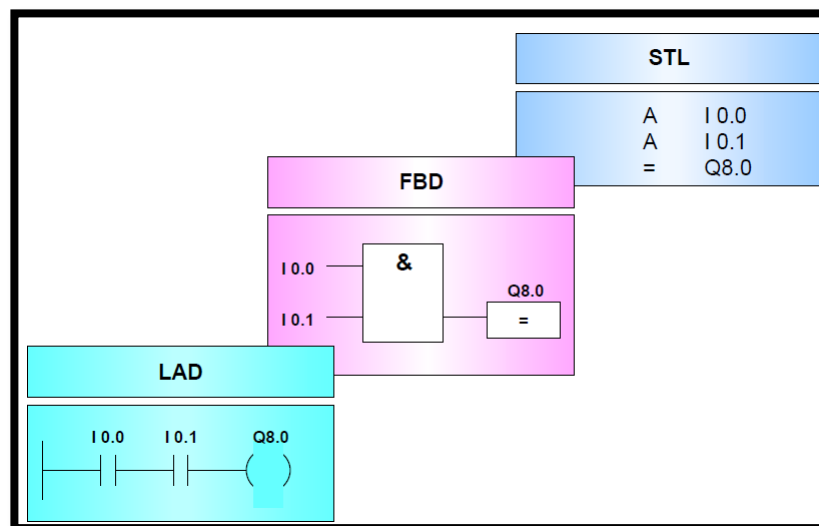 STL
A I 0.0
A I 0.1
= Q8.0
FBD
&
I 0.0
Q8.0
I 0.1
=
LAD
I 0.0 I 0.1 Q8.0